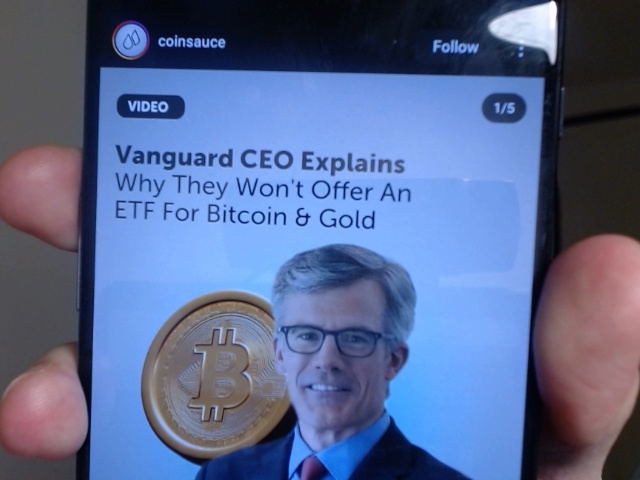 coinsauce
Follow
VIDEO
1/5
Vanguard CEO Explains
Why They Won't Offer An
ETF For Bitcoin & Gold